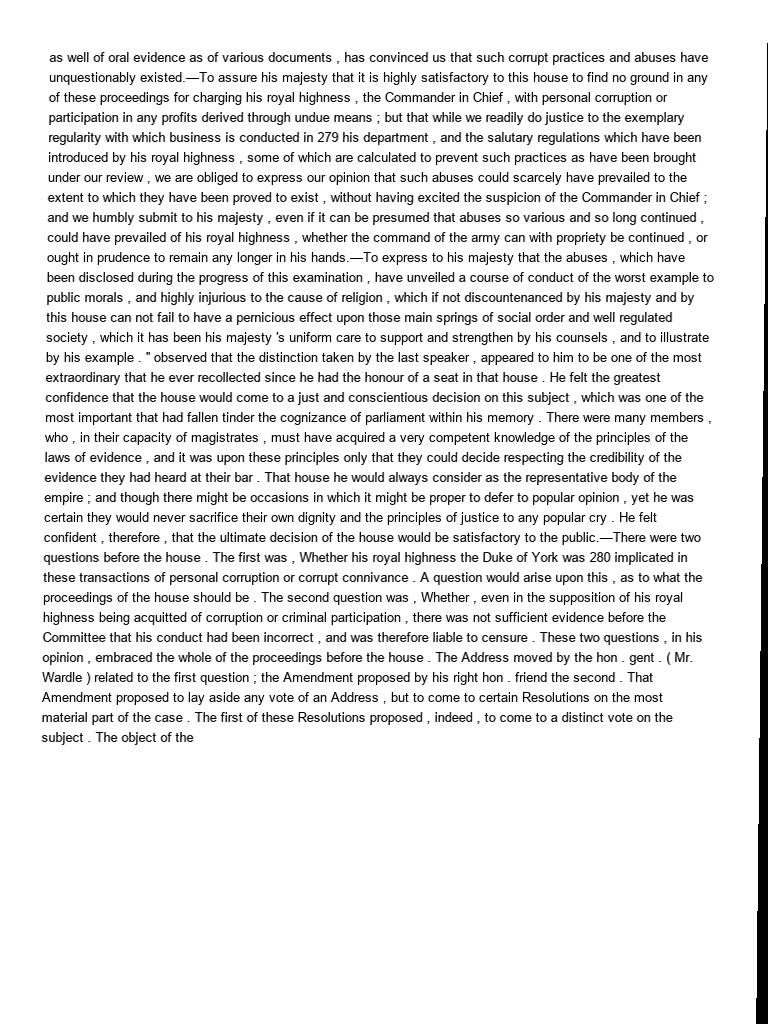 as well of oral evidence as of various documents , has convinced us that such corrupt practices and abuses have
unquestionably existed.—To assure his majesty that it is highly satisfactory to this house to find no ground in any
of these proceedings for charging his royal highness , the Commander in Chief , with personal corruption or
participation in any profits derived through undue means ; but that while we readily do justice to the exemplary
regularity with which business is conducted in 279 his department , and the salutary regulations which have been
introduced by his royal highness , some of which are calculated to prevent such practices as have been brought
under our review , we are obliged to express our opinion that such abuses could scarcely have prevailed to the
extent to which they have been proved to exist , without having excited the suspicion of the Commander in Chief ;
and we humbly submit to his majesty , even if it can be presumed that abuses so various and so long continued ,
could have prevailed of his royal highness , whether the command of the army can with propriety be continued , or
ought in prudence to remain any longer in his hands.—To express to his majesty that the abuses , which have
been disclosed during the progress of this examination , have unveiled a course of conduct of the worst example to
public morals , and highly injurious to the cause of religion , which if not discountenanced by his majesty and by
this house can not fail to have a pernicious effect upon those main springs of social order and well regulated
society , which it has been his majesty 's uniform care to support and strengthen by his counsels , and to illustrate
by his example . " observed that the distinction taken by the last speaker , appeared to him to be one of the most
extraordinary that he ever recollected since he had the honour of a seat in that house . He felt the greatest
confidence that the house would come to a just and conscientious decision on this subject , which was one of the
most important that had fallen tinder the cognizance of parliament within his memory . There were many members ,
who , in their capacity of magistrates , must have acquired a very competent knowledge of the principles of the
laws of evidence , and it was upon these principles only that they could decide respecting the credibility of the
evidence they had heard at their bar . That house he would always consider as the representative body of the
empire ; and though there might be occasions in which it might be proper to defer to popular opinion , yet he was
certain they would never sacrifice their own dignity and the principles of justice to any popular cry . He felt
confident , therefore , that the ultimate decision of the house would be satisfactory to the public.—There were two
questions before the house . The first was , Whether his royal highness the Duke of York was 280 implicated in
these transactions of personal corruption or corrupt connivance . A question would arise upon this , as to what the
proceedings of the house should be . The second question was , Whether , even in the supposition of his royal
highness being acquitted of corruption or criminal participation , there was not sufficient evidence before the
Committee that his conduct had been incorrect , and was therefore liable to censure . These two questions , in his
opinion , embraced the whole of the proceedings before the house . The Address moved by the hon . gent . ( Mr.
Wardle ) related to the first question ; the Amendment proposed by his right hon . friend the second . That
Amendment proposed to lay aside any vote of an Address , but to come to certain Resolutions on the most
material part of the case . The first of these Resolutions proposed , indeed , to come to a distinct vote on the
subject . The object of the